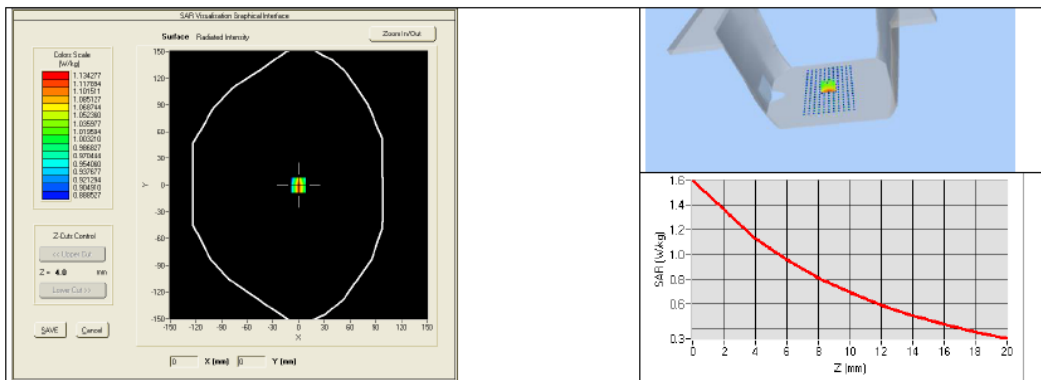 SAR Visualisation Graphical Interface
Surface Radiated Intensity
Zoom In/Out
Colors Scale
(W/kg)
1.134277
1.117894
1.101511
1.085127
1.068744
1.052360
1.035977
1.019594
1.003210
0.986827
0.970444
0.954060
0.937677
0.921294
0.904910
0.888527
Z-Cuts Control
<< Upper Cut
Z = 4.0 mm
Lower Cut >>
SAVE Cancel
150-
120-
90-
60-
30-
0-
-30-
-60-
-90-
-120-
-150-
Y
-150 -120 -90 -60 -30 0 30 60 90 120 150
X
0 X (mm) 0 Y (mm)
1.6-
1.4-
1.2-
1.0-
0.8-
0.6-
0.3-
SAR (W/kg)
0 2 4 6 8 10 12 14 16 18 20
Z (mm)